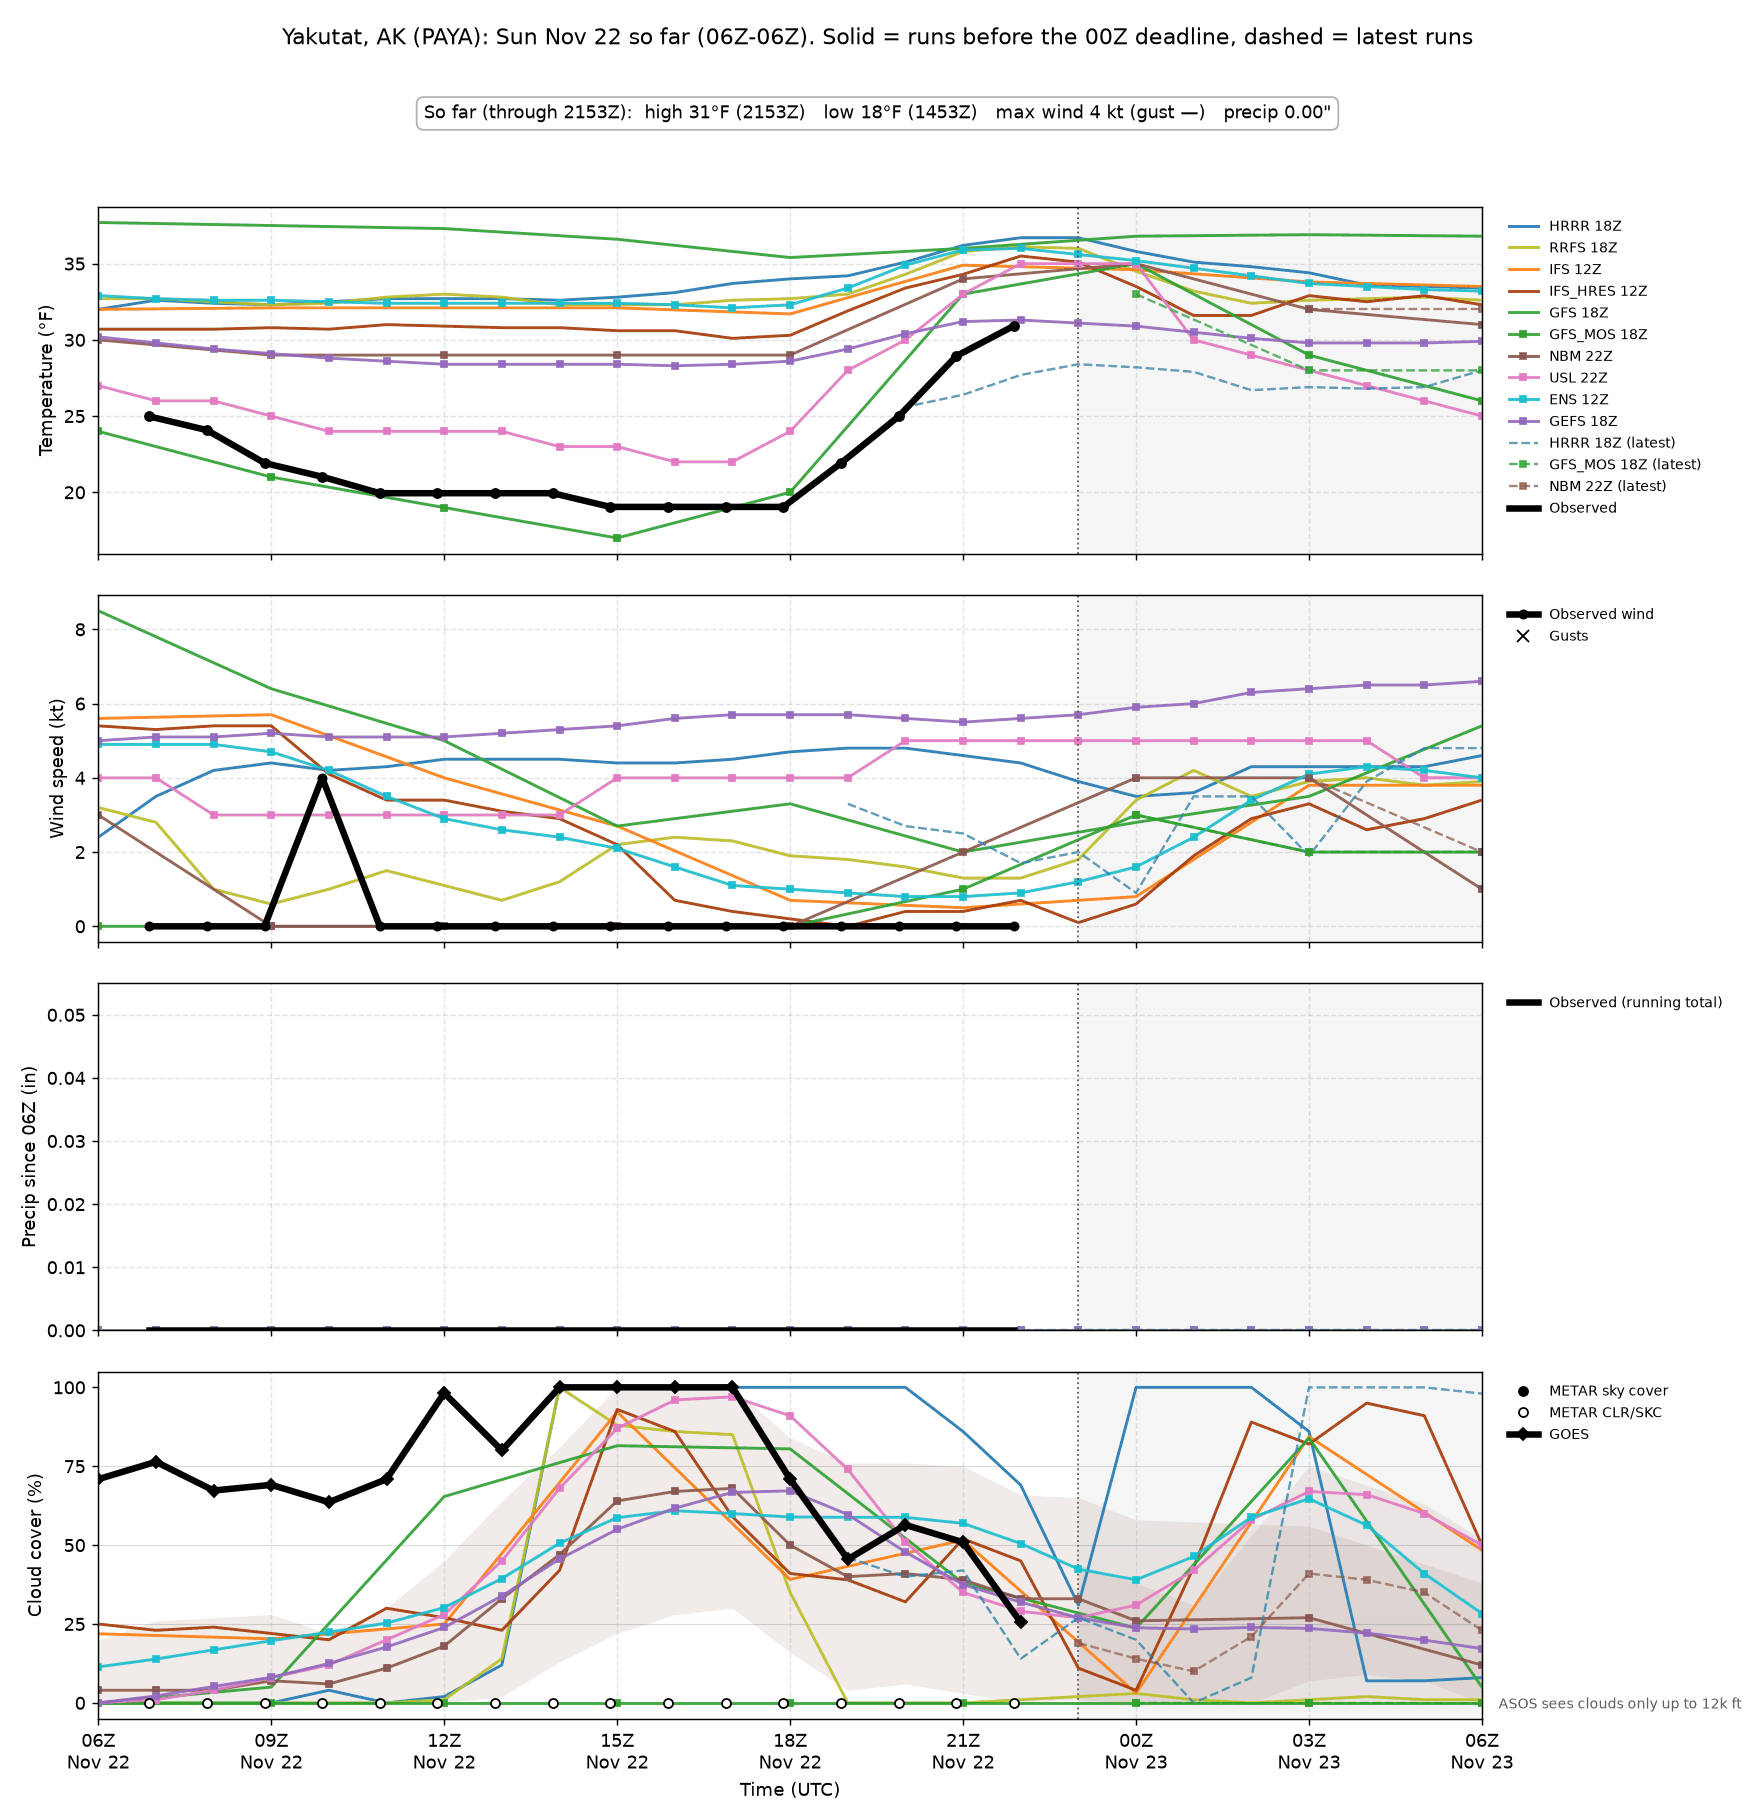 Yakutat, AK (PAYA): Sun Nov 22 so far (06Z-06Z). Solid = runs before the 00Z deadline, dashed = latest runs
So far (through 2153Z):  high 31°F (2153Z)   low 18°F (1453Z)   max wind 4 kt (gust —)   precip 0.00"
Temperature (°F)
35
30
25
20
HRRR 18Z
RRFS 18Z
IFS 12Z
IFS_HRES 12Z
GFS 18Z
GFS_MOS 18Z
NBM 22Z
USL 22Z
ENS 12Z
GEFS 18Z
HRRR 18Z (latest)
GFS_MOS 18Z (latest)
NBM 22Z (latest)
Observed
Wind speed (kt)
8
6
4
2
0
Observed wind
Gusts
Precip since 06Z (in)
0.05
0.04
0.03
0.02
0.01
0.00
Observed (running total)
Cloud cover (%)
100
75
50
25
0
METAR sky cover
METAR CLR/SKC
GOES
ASOS sees clouds only up to 12k ft
06Z 09Z 12Z 15Z 18Z 21Z 00Z 03Z 06Z
Nov 22 Nov 22 Nov 22 Nov 22 Nov 22 Nov 22 Nov 23 Nov 23 Nov 23
Time (UTC)